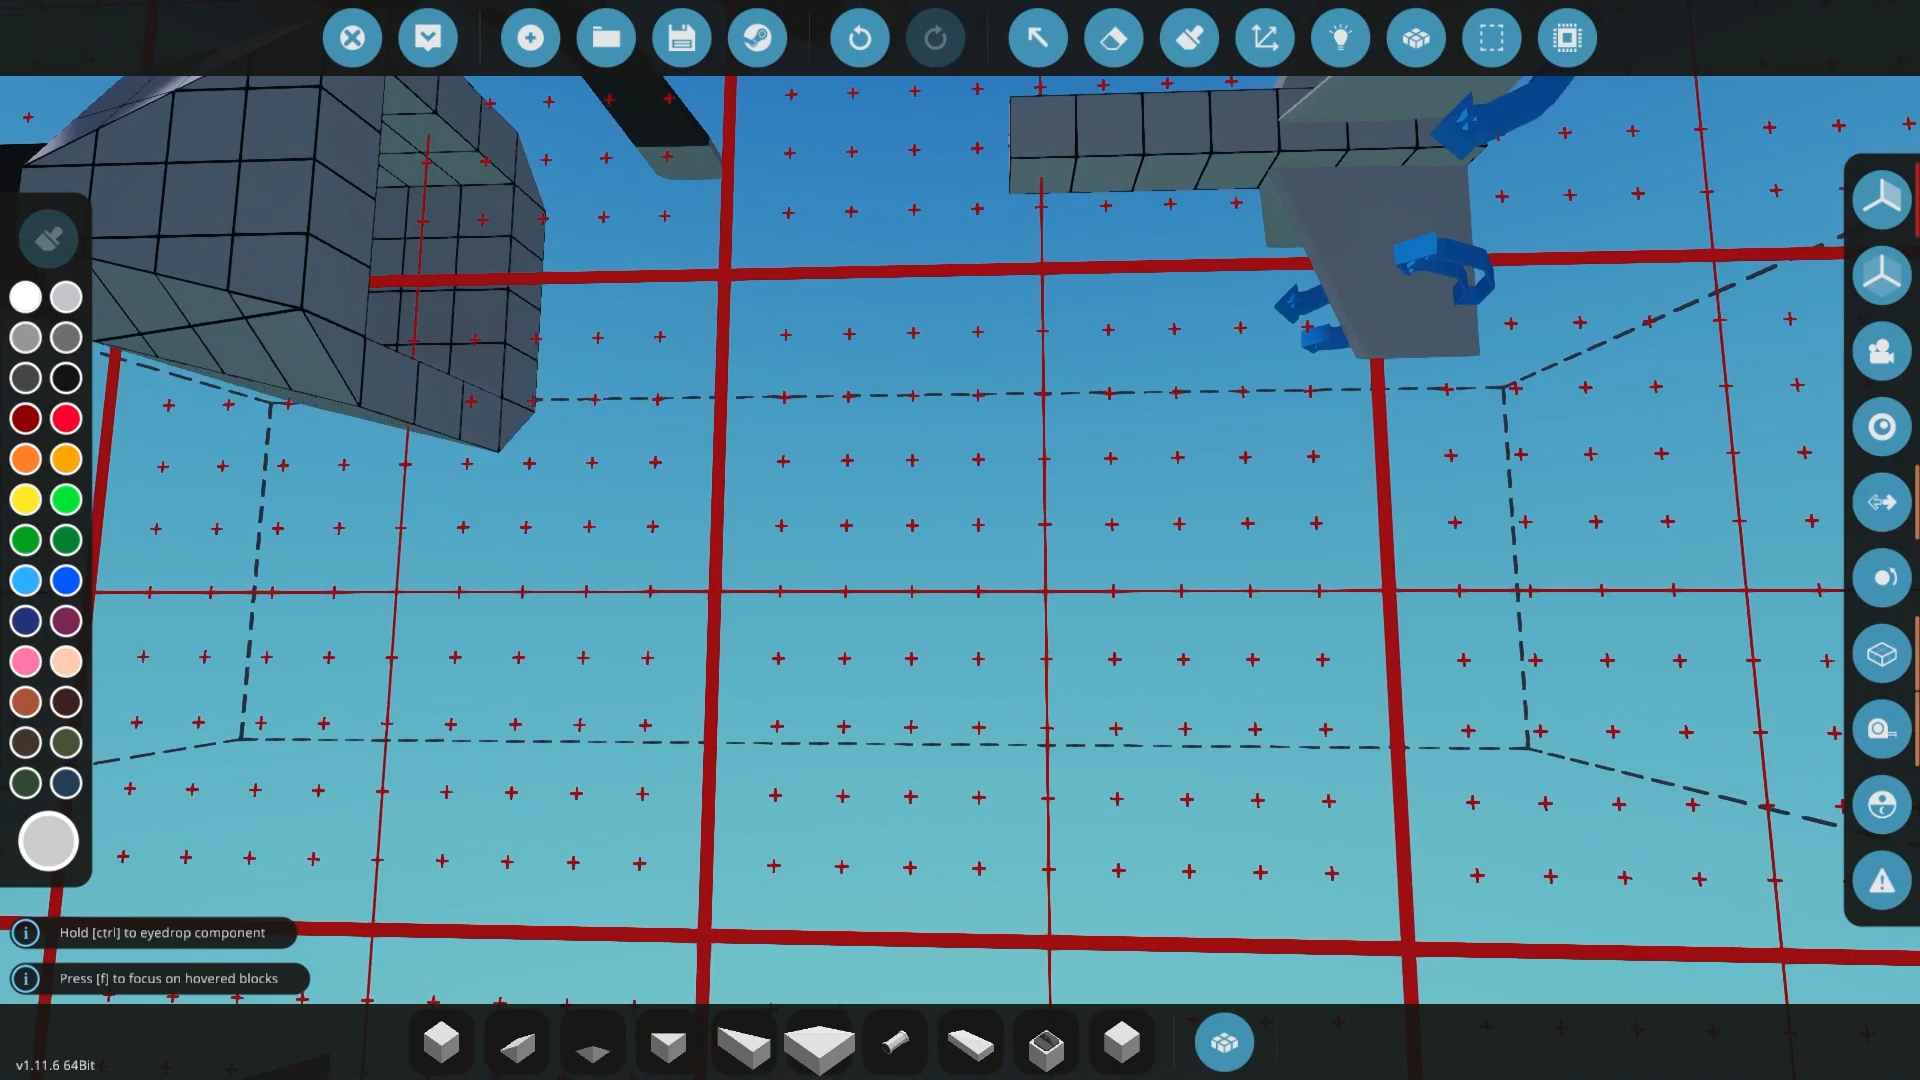 Hold [ctrl] to eyedrop component
Press [f] to focus on hovered blocks
v1.11.6 64Bit